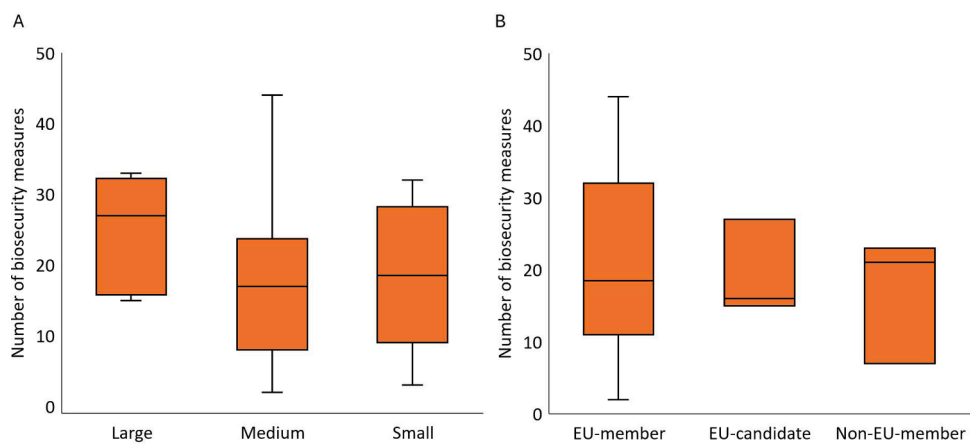 A
Number of biosecurity measures
50
40
30
20
10
0
Large Medium Small
B
Number of biosecurity measures
50
40
30
20
10
0
EU-member EU-candidate Non-EU-member